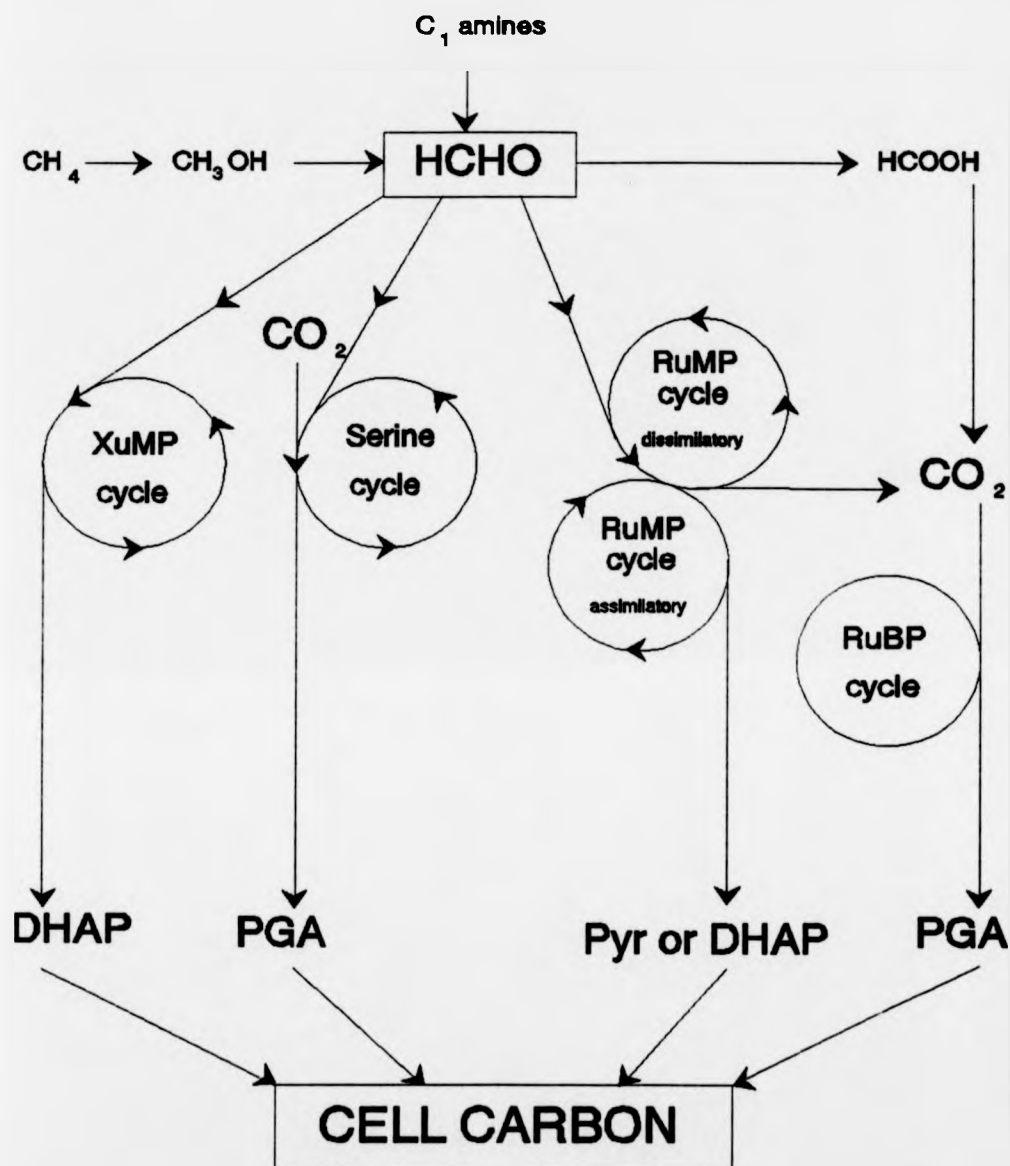 C₁ amines
CH₄ CH₃OH HCHO HCOOH
CO₂
XuMP
cycle
Serine
cycle
RuMP
cycle
dissimilatory
RuMP
cycle
assimilatory
CO₂
RuBP
cycle
DHAP PGA Pyr or DHAP PGA
CELL CARBON